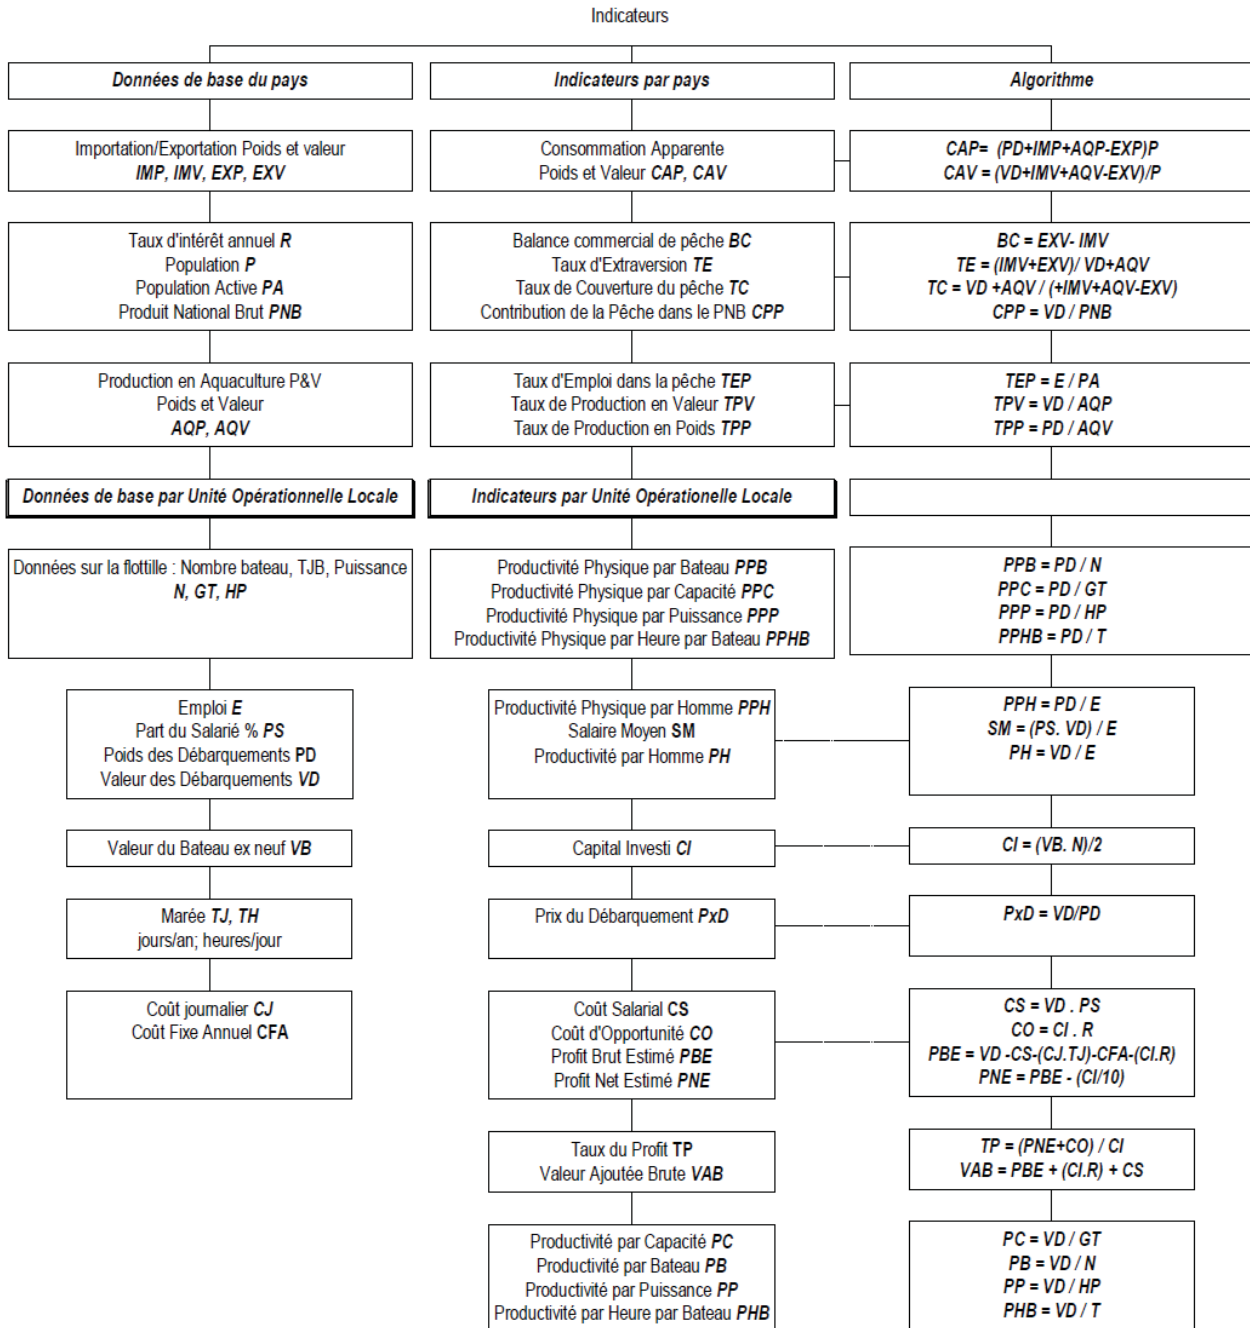 Indicateurs
Données de base du pays
Indicateurs par pays
Algorithme
Importation/Exportation Poids et valeur
IMP, IMV, EXP, EXV
Consommation Apparente
Poids et Valeur CAP, CAV
CAP= (PD+IMP+AQP-EXP)P
CAV = (VD+IMV+AQV-EXV)/P
Taux d'intérêt annuel R
Population P
Population Active PA
Produit National Brut PNB
Balance commercial de pêche BC
Taux d'Extraversion TE
Taux de Couverture du pêche TC
Contribution de la Pêche dans le PNB CPP
BC = EXV- IMV
TE = (IMV+EXV)/ VD+AQV
TC = VD +AQV / (+IMV+AQV-EXV)
CPP = VD / PNB
Production en Aquaculture P&V
Poids et Valeur
AQP, AQV
Taux d'Emploi dans la pêche TEP
Taux de Production en Valeur TPV
Taux de Production en Poids TPP
TEP = E / PA
TPV = VD / AQP
TPP = PD / AQV
Données de base par Unité Opérationnelle Locale
Indicateurs par Unité Opérationelle Locale
Données sur la flottille : Nombre bateau, TJB, Puissance
N, GT, HP
Productivité Physique par Bateau PPB
Productivité Physique par Capacité PPC
Productivité Physique par Puissance PPP
Productivité Physique par Heure par Bateau PPHB
PPB = PD / N
PPC = PD / GT
PPP = PD / HP
PPHB = PD / T
Emploi E
Part du Salarié % PS
Poids des Débarquements PD
Valeur des Débarquements VD
Productivité Physique par Homme PPH
Salaire Moyen SM
Productivité par Homme PH
PPH = PD / E
SM = (PS. VD) / E
PH = VD / E
Valeur du Bateau ex neuf VB
Capital Investi CI
CI = (VB. N)/2
Marée TJ, TH
jours/an; heures/jour
Prix du Débarquement PxD
PxD = VD/PD
Coût journalier CJ
Coût Fixe Annuel CFA
Coût Salarial CS
Coût d'Opportunité CO
Profit Brut Estimé PBE
Profit Net Estimé PNE
CS = VD . PS
CO = CI . R
PBE = VD -CS-(CJ.TJ)-CFA-(CI.R)
PNE = PBE - (CI/10)
Taux du Profit TP
Valeur Ajoutée Brute VAB
TP = (PNE+CO) / CI
VAB = PBE + (CI.R) + CS
Productivité par Capacité PC
Productivité par Bateau PB
Productivité par Puissance PP
Productivité par Heure par Bateau PHB
PC = VD / GT
PB = VD / N
PP = VD / HP
PHB = VD / T